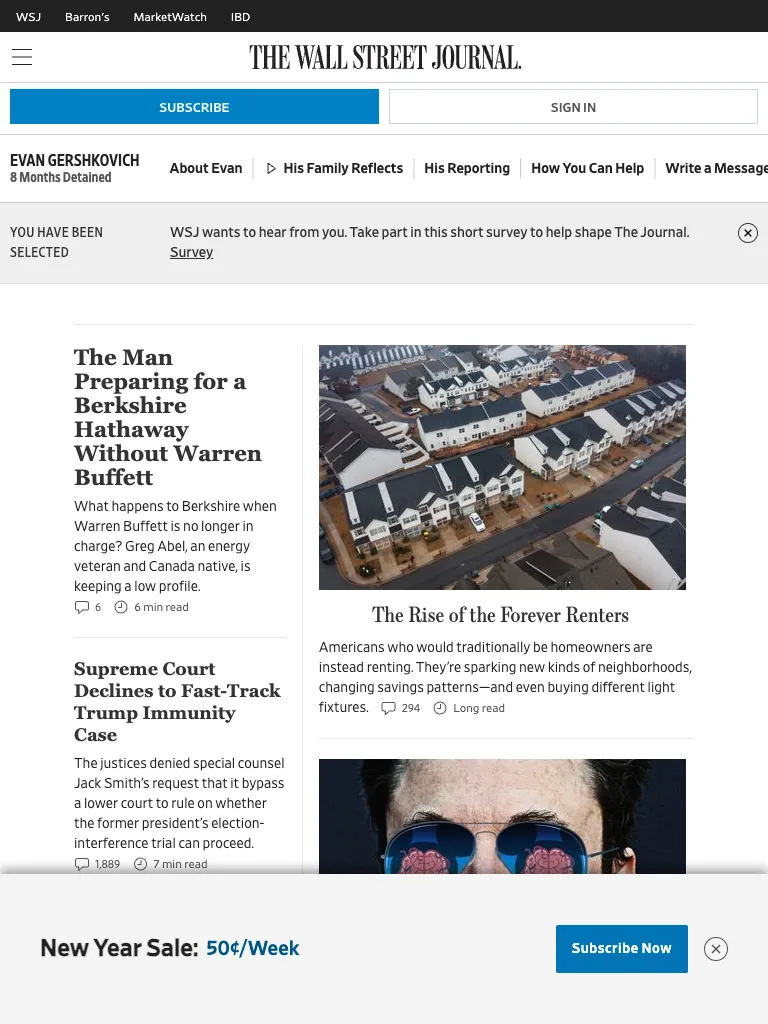 WSJ Barron's MarketWatch IBD
THE WALL STREET JOURNAL.
SUBSCRIBE SIGN IN
EVAN GERSHKOVICH
8 Months Detained
About Evan His Family Reflects His Reporting How You Can Help Write a Message
YOU HAVE BEEN
SELECTED
WSJ wants to hear from you. Take part in this short survey to help shape The Journal.
Survey
The Man
Preparing for a
Berkshire
Hathaway
Without Warren
Buffett
What happens to Berkshire when
Warren Buffett is no longer in
charge? Greg Abel, an energy
veteran and Canada native, is
keeping a low profile.
6 6 min read
Supreme Court
Declines to Fast-Track
Trump Immunity
Case
The justices denied special counsel
Jack Smith’s request that it bypass
a lower court to rule on whether
the former president’s election-
interference trial can proceed.
1,889 7 min read
The Rise of the Forever Renters
Americans who would traditionally be homeowners are
instead renting. They’re sparking new kinds of neighborhoods,
changing savings patterns—and even buying different light
fixtures. 294 Long read
New Year Sale: 50¢/Week
Subscribe Now